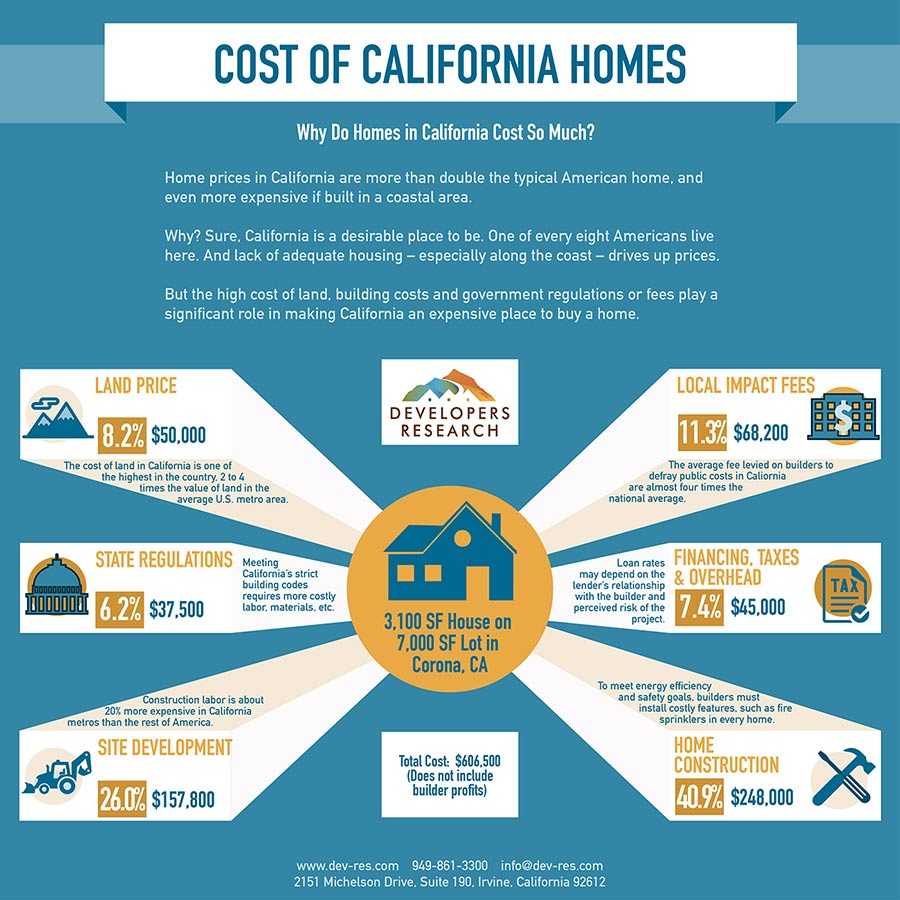 COST OF CALIFORNIA HOMES
Why Do Homes in California Cost So Much?
Home prices in California are more than double the typical American home, and
even more expensive if built in a coastal area.
Why? Sure, California is a desirable place to be. One of every eight Americans live
here. And lack of adequate housing – especially along the coast – drives up prices.
But the high cost of land, building costs and government regulations or fees play a
significant role in making California an expensive place to buy a home.
LAND PRICE
8.2% $50,000
The cost of land in California is one of
the highest in the country, 2 to 4
times the value of land in the
average U.S. metro area.
DEVELOPERS
RESEARCH
LOCAL IMPACT FEES
11.3% $68,200
$
The average fee levied on builders to
defray public costs in Caliornia
are almost four times the
national average.
STATE REGULATIONS
6.2% $37,500
Meeting
California's strict
building codes
requires more costly
labor, materials, etc.
3,100 SF House on
7,000 SF Lot in
Corona, CA
Loan rates
may depend on the
lender's relationship
with the builder and
perceived risk of the
project.
FINANCING, TAXES
& OVERHEAD
7.4% $45,000
TAX
Construction labor is about
20% more expensive in California
metros than the rest of America.
SITE DEVELOPMENT
26.0% $157,800
Total Cost: $606,500
(Does not include
builder profits)
To meet energy efficiency
and safety goals, builders must
install costly features, such as fire
sprinklers in every home.
HOME
CONSTRUCTION
40.9% $248,000
www.dev-res.com 949-861-3300 info@dev-res.com
2151 Michelson Drive, Suite 190, Irvine, California 92612